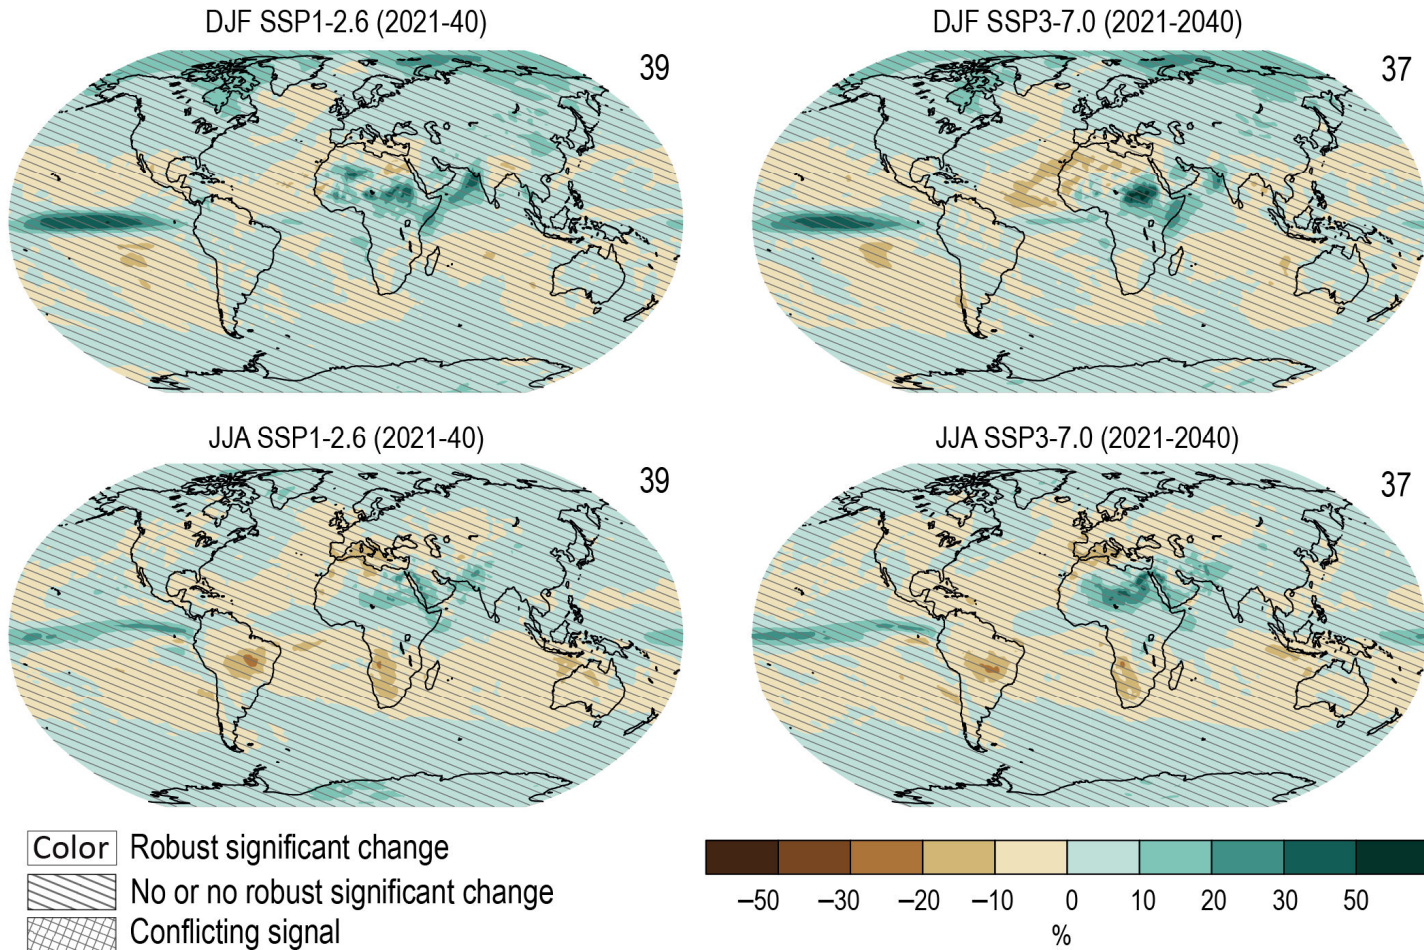 DJF SSP1-2.6 (2021-40)
39
DJF SSP3-7.0 (2021-2040)
37
JJA SSP1-2.6 (2021-40)
39
JJA SSP3-7.0 (2021-2040)
37
Color Robust significant change
No or no robust significant change
Conflicting signal
–50 –30 –20 –10 0 10 20 30 50
%